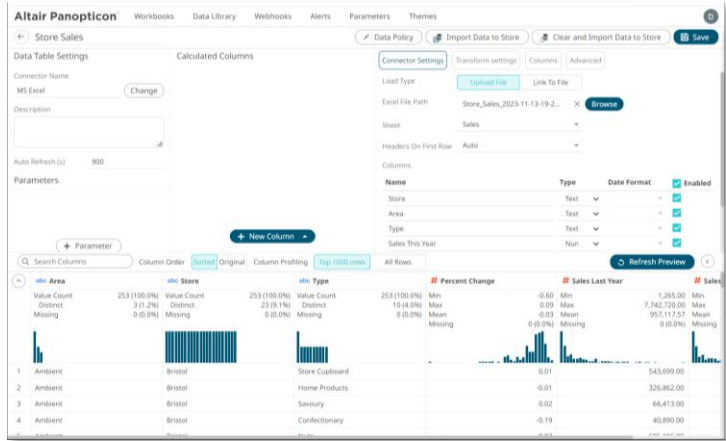 Altair Panopticon Workbooks Data Library Webhooks Alerts Parameters Themes D
Store Sales Data Policy Import Data to Store Clear and Import Data to Store Save
Data Table Settings
Connector Name
MS Excel Change
Description
Auto Refresh (s) 900
Parameters
+ Parameter
Calculated Columns
+ New Column
Connector Settings Transform settings Columns Advanced
Load Type Upload File Link To File
Excel File Path Store_Sales_2023-11-13-19-2... × Browse
Sheet Sales
Headers On First Row Auto
Columns
Name Type Date Format Enabled
Store Text
Area Text
Type Text
Sales This Year Nun
Search Columns Column Order Sorted Original Column Profiling Top 1000 rows All Rows Refresh Preview
abc Area abc Store abc Type # Percent Change # Sales Last Year # Sales
Value Count 253 (100.0%) Value Count 253 (100.0%) Value Count 253 (100.0%) Min -0.60 Min 1,265.00 Min
Distinct 3 (1.2%) Distinct 23 (9.1%) Distinct 10 (4.0%) Max 0.09 Max 7,742,720.00 Max
Missing 0 (0.0%) Missing 0 (0.0%) Missing 0 (0.0%) Mean -0.03 Mean 957,117.57 Mean
Missing 0 (0.0%) Missing 0 (0.0%) Missing
1 Ambient Bristol Store Cupboard 0.01 543,699.00
2 Ambient Bristol Home Products -0.01 326,862.00
3 Ambient Bristol Savoury 0.02 66,413.00
4 Ambient Bristol Confectionary -0.19 40,890.00